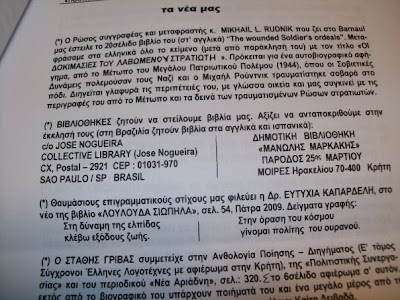 τα νέα μας
(*) Ο Ρώσος συγγραφέας και μεταφραστής κ. MIKHAIL L. RUDNIK που ζει στο Barnaul
μας έστειλε το 20σέλιδο βιβλίο του (στ' αγγλικά) "The wounded Soldier's ordeals". Μετα-
φράσαμε στα ελληνικά όλο το κείμενο (μετά από παράκλησή του) με τον τίτλο «ΟΙ
ΔΟΚΙΜΑΣΙΕΣ ΤΟΥ ΛΑΒΩΜΕΝΟΥ ΣΤΡΑΤΙΩΤΗ». Πρόκειται για ένα αυτοβιογραφικό αφή-
γημα, από το Μέτωπο του Μεγάλου Πατριωτικού Πολέμου (1944), όπου οι Σοβιετικές
Δυνάμεις πολεμούσαν τους Ναζί και ο Μιχαήλ Ρούντνικ τραυματίστηκε σοβαρά στο
πόδι. Διηγείται γλαφυρά τις περιπέτειές του, με γλώσσα οικεία και μας συγκινεί με τις
περιγραφές του από το Μέτωπο και τα δεινά των τραυματισμένων Ρώσων στρατιωτών.
(*) ΒΙΒΛΙΟΘΗΚΕΣ ζητούν να στείλουμε βιβλία μας. Αξίζει να ανταποκριθούμε στην
έκκλησή τους (στη Βραζιλία ζητούν βιβλία στα αγγλικά και ισπανικά):
c/o JOSE NOGUEIRA
COLLECTIVE LIBRARY (Jose Nogueira)
CX, Postal – 2921 CEP : 01031-970
SAO PAULO / SP BRASIL
ΔΗΜΟΤΙΚΗ ΒΙΒΛΙΟΘΗΚΗ
«ΜΑΝΩΛΗΣ ΜΑΡΚΑΚΗΣ»
ΠΑΡΟΔΟΣ 25ης ΜΑΡΤΙΟΥ
ΜΟΙΡΕΣ Ηρακλείου 70-400 Κρήτη
(*) Θαυμάσιους επιγραμματικούς στίχους μας φιλεύει η Δρ. ΕΥΤΥΧΙΑ ΚΑΠΑΡΔΕΛΗ, στο
νέο της βιβλίο «ΛΟΥΛΟΥΔΑ ΣΙΩΠΗΛΑ», σελ. 54, Πάτρα 2009. Δείγματα γραφής:
Στη δύναμη της ελπίδας
κλέβω εξόδους ζωής.
Στην όραση του κόσμου
γίνομαι πολίτης του ουρανού.
(*) Ο ΣΤΑΘΗΣ ΓΡΙΒΑΣ συμμετείχε στην Ανθολογία Ποίησης – Διηγήματος (Ε' τόμος
Σύγχρονοι Έλληνες Λογοτέχνες με αφιέρωμα στην Κρήτη), της «Πολιτιστικής Συνεργα-
σίας» και του περιοδικού «Νέα Αριάδνη», σελ.: 320. Στο 6σέλιδο αφιέρωμα σ' αυτόν,
εκτός από το βιογραφικό του υπάρχουν ποιήματά του και ένα μεγάλο μέρος από